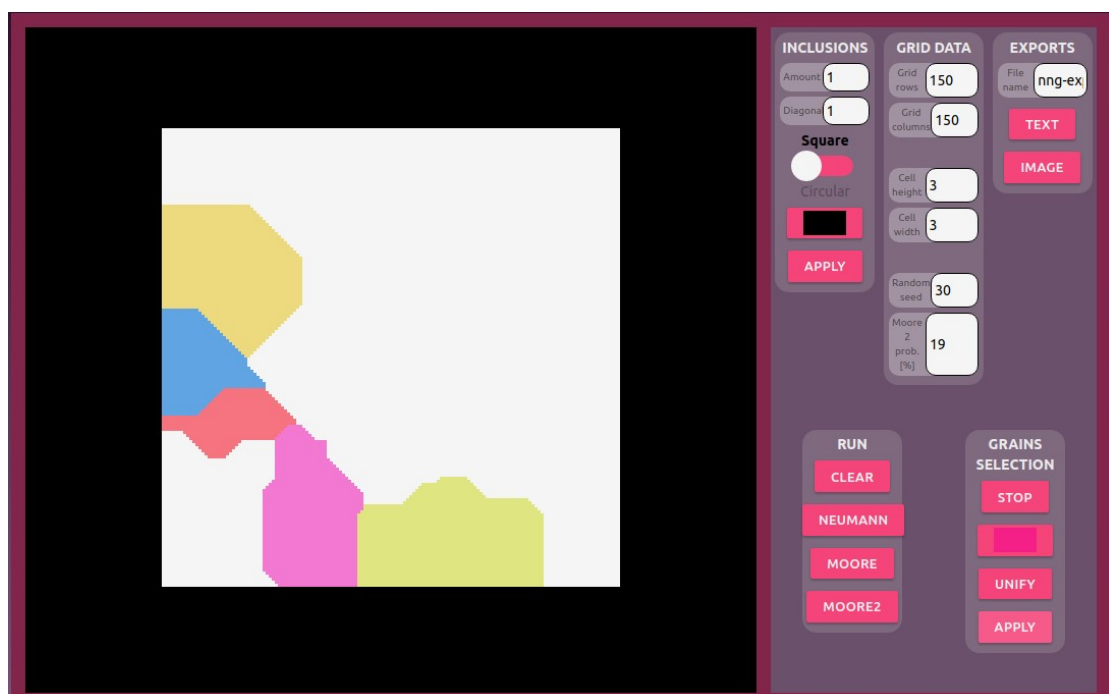 INCLUSIONS
Amount 1
Diagonal 1
Square
Circular
APPLY
GRID DATA
Grid
rows
150
Grid
columns
150
Cell
height
3
Cell
width
3
Random
seed
30
Moore
2
prob.
[%]
19
EXPORTS
File
name
nng-ex
TEXT
IMAGE
RUN
CLEAR
NEUMANN
MOORE
MOORE2
GRAINS
SELECTION
STOP
UNIFY
APPLY